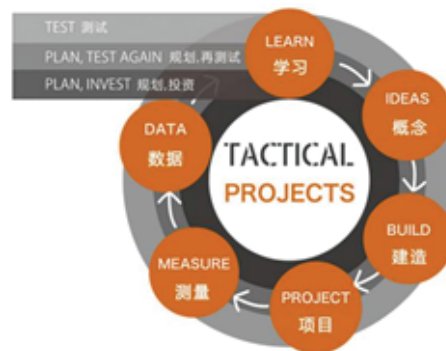 TEST 测试
PLAN, TEST AGAIN 规划,再测试
PLAN, INVEST 规划,投资
LEARN
学习
IDEAS
概念
BUILD
建造
PROJECT
项目
MEASURE
测量
DATA
数据
TACTICAL
PROJECTS